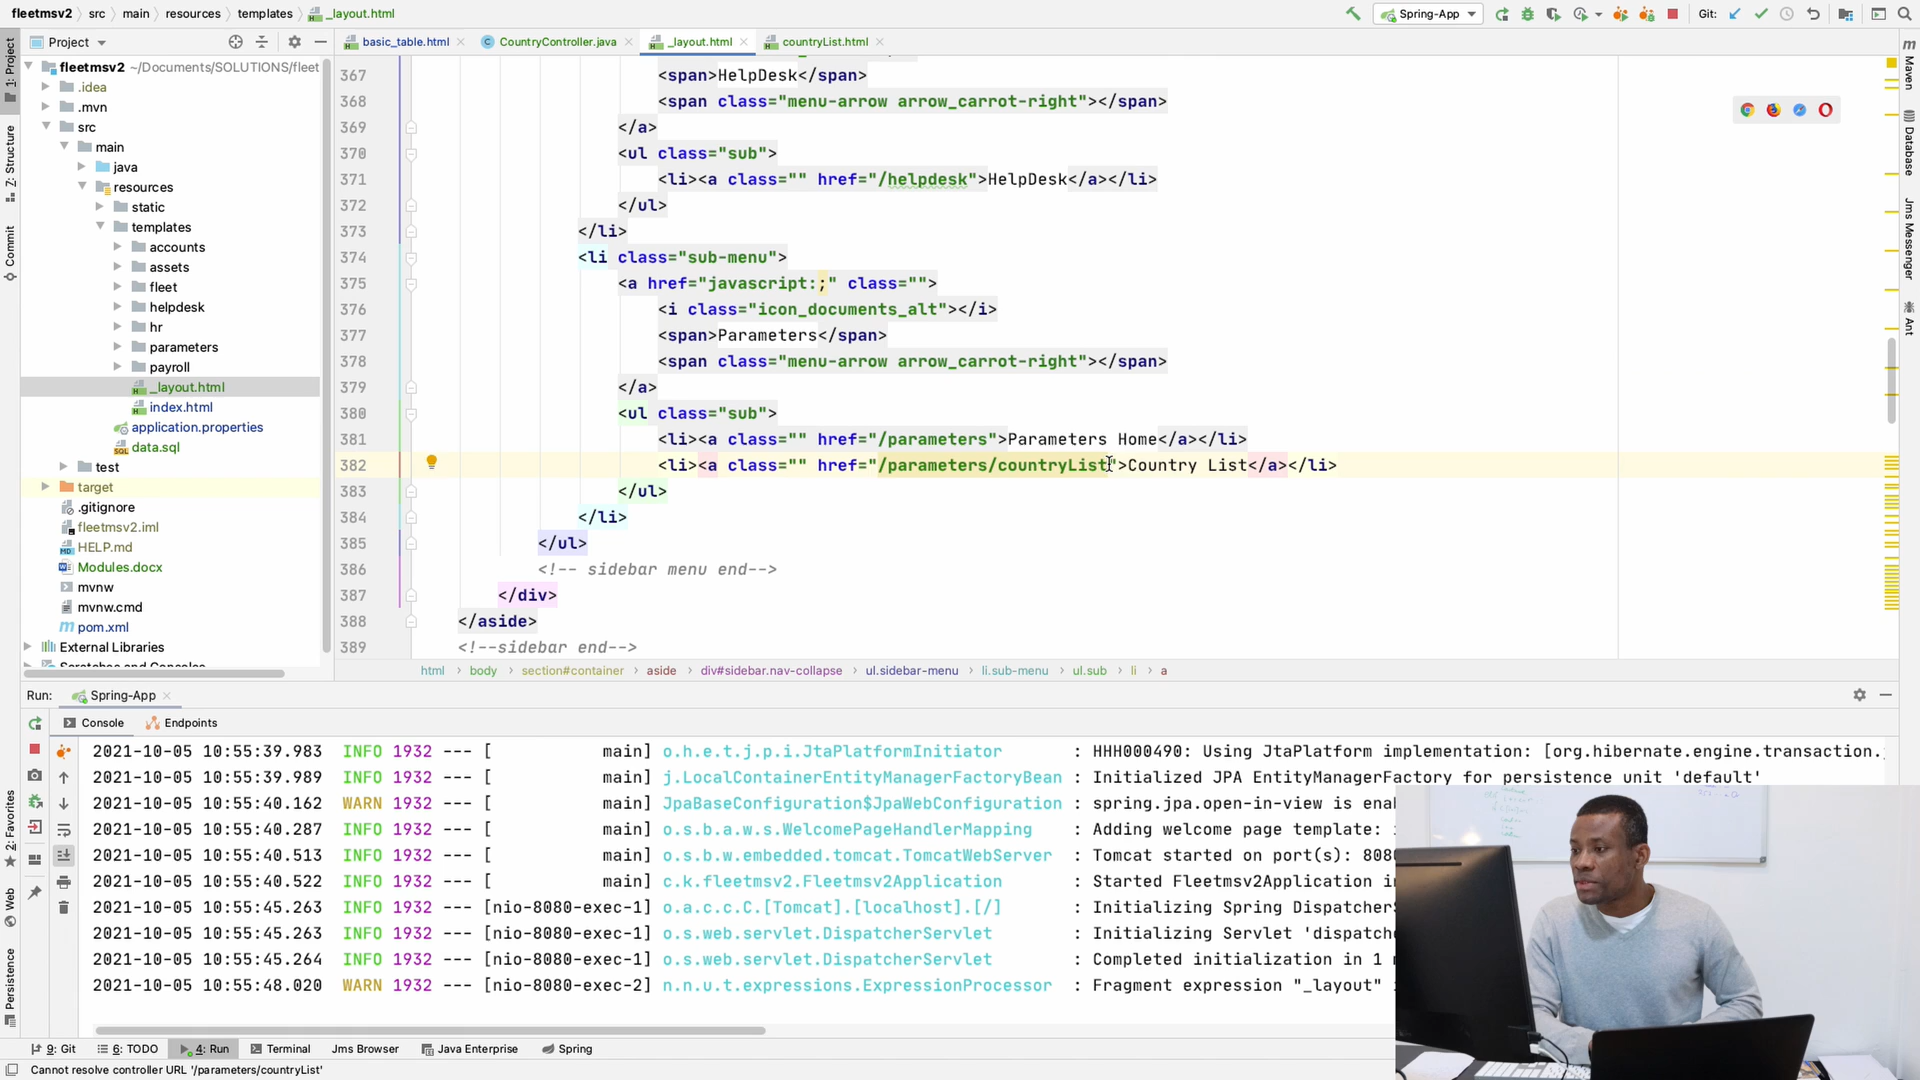 fleetmsv2 src main resources templates _layout.html Spring-App Git:
Project
basic_table.html CountryController.java _layout.html countryList.html
1: Project
Z: Structure
Commit
2: Favorites
Web
Persistence
fleetmsv2 ~/Documents/SOLUTIONS/fleet
.idea
.mvn
src
main
java
resources
static
templates
accounts
assets
fleet
helpdesk
hr
parameters
payroll
_layout.html
index.html
application.properties
data.sql
test
target
.gitignore
fleetmsv2.iml
HELP.md
Modules.docx
mvnw
mvnw.cmd
pom.xml
External Libraries
Scratches and Consoles
367 <span>HelpDesk</span>
368 <span class="menu-arrow arrow_carrot-right"></span>
369 </a>
370 <ul class="sub">
371 <li><a class="" href="/helpdesk">HelpDesk</a></li>
372 </ul>
373 </li>
374 <li class="sub-menu">
375 <a href="javascript:;" class="">
376 <i class="icon_documents_alt"></i>
377 <span>Parameters</span>
378 <span class="menu-arrow arrow_carrot-right"></span>
379 </a>
380 <ul class="sub">
381 <li><a class="" href="/parameters">Parameters Home</a></li>
382 <li><a class="" href="/parameters/countryList">Country List</a></li>
383 </ul>
384 </li>
385 </ul>
386 <!-- sidebar menu end-->
387 </div>
388 </aside>
389 <!--sidebar end-->
html body section#container aside div#sidebar.nav-collapse ul.sidebar-menu li.sub-menu ul.sub li a
Maven
Database
Jms Messenger
Ant
Run: Spring-App
Console Endpoints
2021-10-05 10:55:39.983 INFO 1932 --- [ main] o.h.e.t.j.p.i.JtaPlatformInitiator : HHH000490: Using JtaPlatform implementation: [org.hibernate.engine.transaction.
2021-10-05 10:55:39.989 INFO 1932 --- [ main] j.LocalContainerEntityManagerFactoryBean : Initialized JPA EntityManagerFactory for persistence unit 'default'
2021-10-05 10:55:40.162 WARN 1932 --- [ main] JpaBaseConfiguration$JpaWebConfiguration : spring.jpa.open-in-view is ena
2021-10-05 10:55:40.287 INFO 1932 --- [ main] o.s.b.a.w.s.WelcomePageHandlerMapping : Adding welcome page template:
2021-10-05 10:55:40.513 INFO 1932 --- [ main] o.s.b.w.embedded.tomcat.TomcatWebServer : Tomcat started on port(s): 808
2021-10-05 10:55:40.522 INFO 1932 --- [ main] c.k.fleetmsv2.Fleetmsv2Application : Started Fleetmsv2Application i
2021-10-05 10:55:45.263 INFO 1932 --- [nio-8080-exec-1] o.a.c.c.C.[Tomcat].[localhost].[/] : Initializing Spring Dispatcher
2021-10-05 10:55:45.263 INFO 1932 --- [nio-8080-exec-1] o.s.web.servlet.DispatcherServlet : Initializing Servlet 'dispatc
2021-10-05 10:55:45.264 INFO 1932 --- [nio-8080-exec-1] o.s.web.servlet.DispatcherServlet : Completed initialization in 1
2021-10-05 10:55:48.020 WARN 1932 --- [nio-8080-exec-2] n.n.u.t.expressions.ExpressionProcessor : Fragment expression "_layout"
9: Git 6: TODO 4: Run Terminal Jms Browser Java Enterprise Spring
Cannot resolve controller URL '/parameters/countryList'